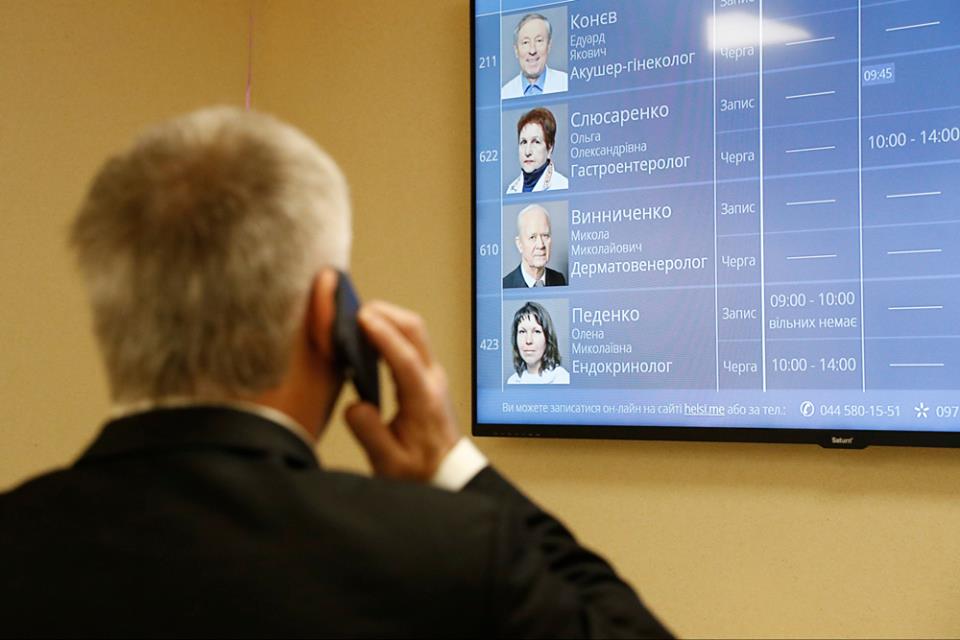 Запис
211
Конєв
Едуард
Якович
Акушер-гінеколог
Черга
09:45
622
Слюсаренко
Ольга
Олександрівна
Гастроентеролог
Запис
Черга
10:00 - 14:00
610
Винниченко
Микола
Миколайович
Дерматовенеролог
Запис
Черга
423
Педенко
Олена
Миколаївна
Ендокринолог
Запис
09:00 - 10:00
вільних немає
Черга
10:00 - 14:00
Ви можете записатися он-лайн на сайті helsi.me або за тел.: 044 580-15-51 097
Saturn